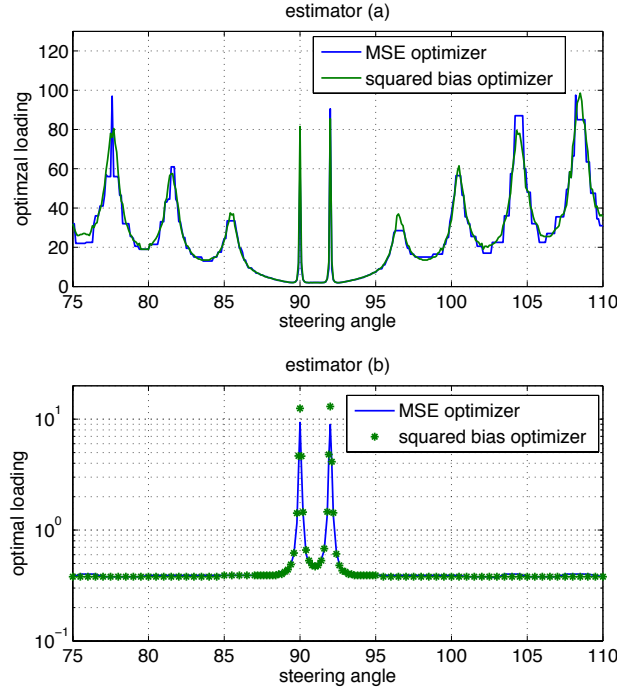 estimator (a)
120
100
80
60
40
20
0
optimzal loading
MSE optimizer
squared bias optimizer
75 80 85 90 95 100 105 110
steering angle
estimator (b)
10^1
10^0
10^-1
optimal loading
MSE optimizer
squared bias optimizer
75 80 85 90 95 100 105 110
steering angle